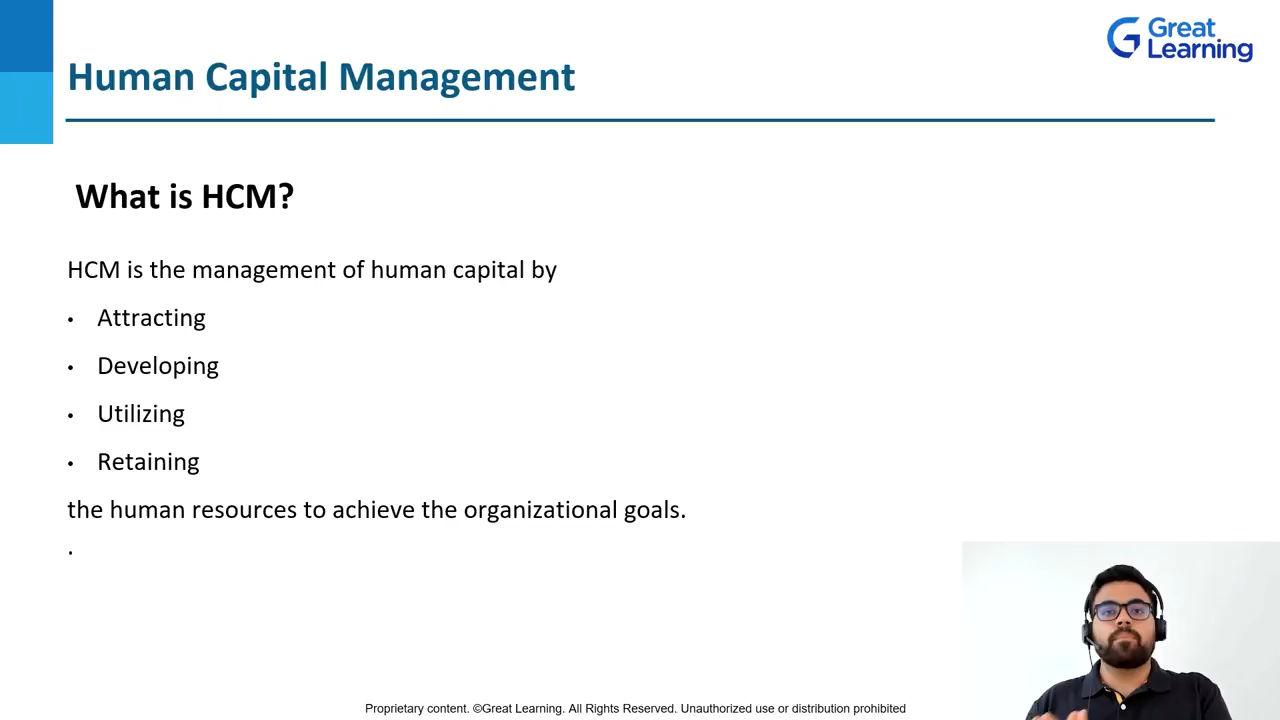 Great
Learning
Human Capital Management
What is HCM?
HCM is the management of human capital by
• Attracting
• Developing
• Utilizing
• Retaining
the human resources to achieve the organizational goals.
.
Proprietary content. ©Great Learning. All Rights Reserved. Unauthorized use or distribution prohibited